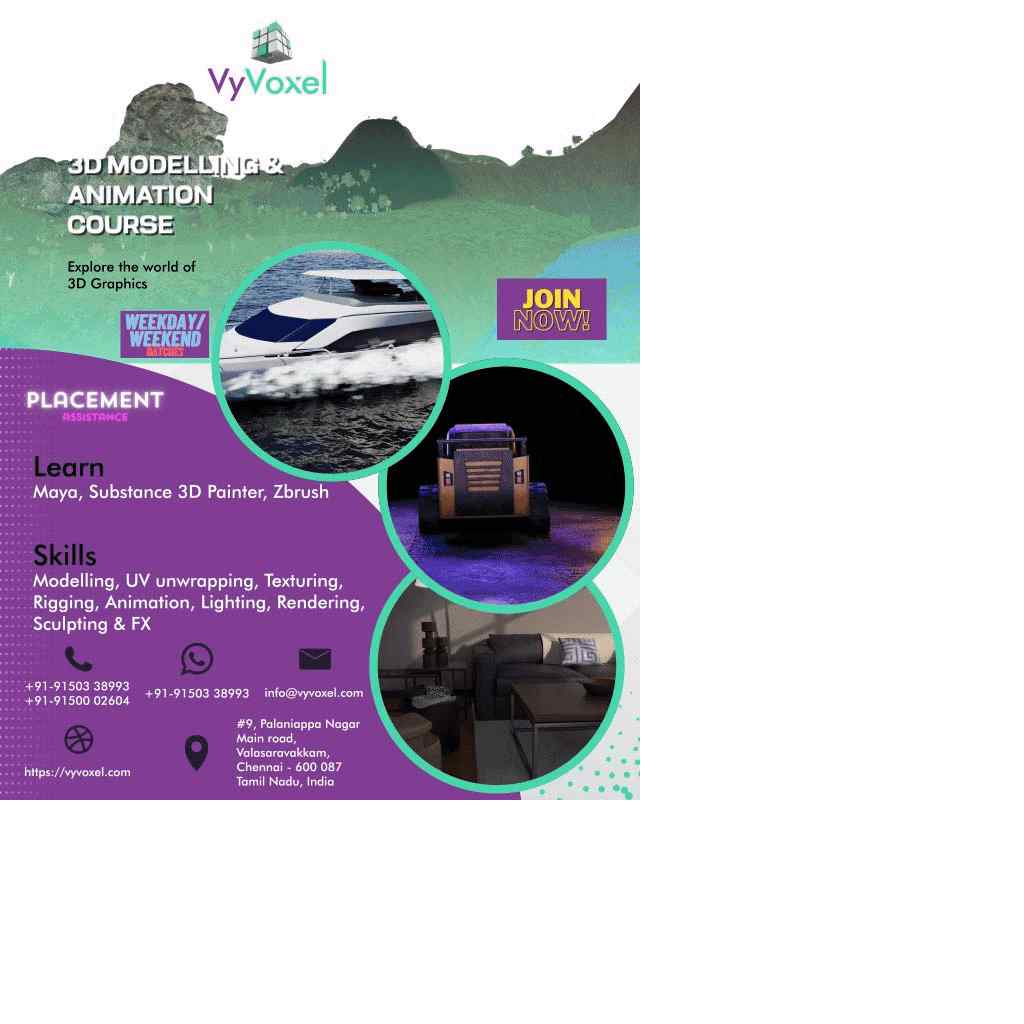 VyVoxel
3D MODELLING &
ANIMATION
COURSE
Explore the world of
3D Graphics
JOIN
NOW!
WEEKDAY/
WEEKEND
BATCHES
PLACEMENT
ASSISTANCE
Learn
Maya, Substance 3D Painter, Zbrush
Skills
Modelling, UV unwrapping, Texturing,
Rigging, Animation, Lighting, Rendering,
Sculpting & FX
+91-91503 38993
+91-91500 02604
+91-91503 38993
info@vyvoxel.com
https://vyvoxel.com
#9, Palaniappa Nagar
Main road,
Valasaravakkam,
Chennai - 600 087
Tamil Nadu, India